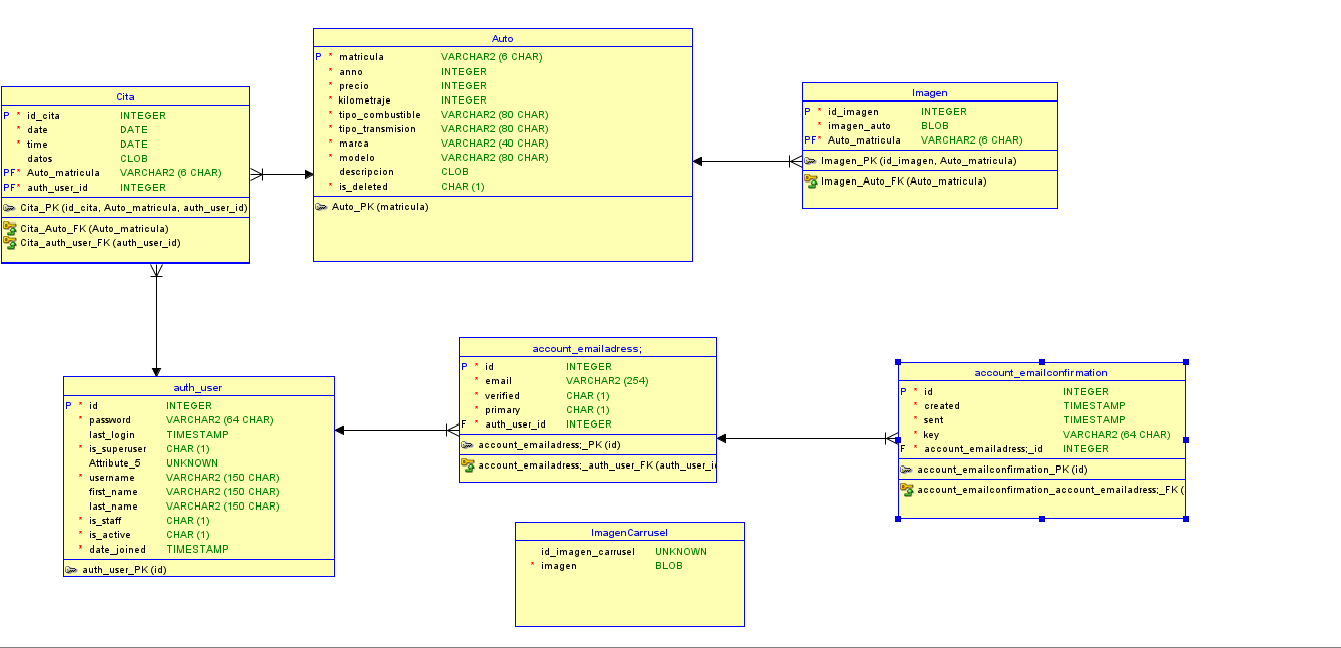 Auto
P * matricula VARCHAR2 (6 CHAR)
* anno INTEGER
* precio INTEGER
* kilometraje INTEGER
* tipo_combustible VARCHAR2 (80 CHAR)
* tipo_transmision VARCHAR2 (80 CHAR)
* marca VARCHAR2 (40 CHAR)
* modelo VARCHAR2 (80 CHAR)
descripcion CLOB
* is_deleted CHAR (1)
Auto_PK (matricula)
Cita
P * id_cita INTEGER
* date DATE
* time DATE
datos CLOB
PF* Auto_matricula VARCHAR2 (6 CHAR)
PF* auth_user_id INTEGER
Cita_PK (id_cita, Auto_matricula, auth_user_id)
Cita_Auto_FK (Auto_matricula)
Cita_auth_user_FK (auth_user_id)
Imagen
P * id_imagen INTEGER
* imagen_auto BLOB
PF* Auto_matricula VARCHAR2 (6 CHAR)
Imagen_PK (id_imagen, Auto_matricula)
Imagen_Auto_FK (Auto_matricula)
auth_user
P * id INTEGER
* password VARCHAR2 (64 CHAR)
last_login TIMESTAMP
* is_superuser CHAR (1)
Attribute_5 UNKNOWN
* username VARCHAR2 (150 CHAR)
first_name VARCHAR2 (150 CHAR)
last_name VARCHAR2 (150 CHAR)
* is_staff CHAR (1)
* is_active CHAR (1)
* date_joined TIMESTAMP
auth_user_PK (id)
account_emailadress;
P * id INTEGER
* email VARCHAR2 (254)
* verified CHAR (1)
* primary CHAR (1)
F * auth_user_id INTEGER
account_emailadress;_PK (id)
account_emailadress;_auth_user_FK (auth_user_i
account_emailconfirmation
P * id INTEGER
* created TIMESTAMP
* sent TIMESTAMP
* key VARCHAR2 (64 CHAR)
F * account_emailadress;_id INTEGER
account_emailconfirmation_PK (id)
account_emailconfirmation_account_emailadress;_FK (
ImagenCarrusel
id_imagen_carrusel UNKNOWN
* imagen BLOB